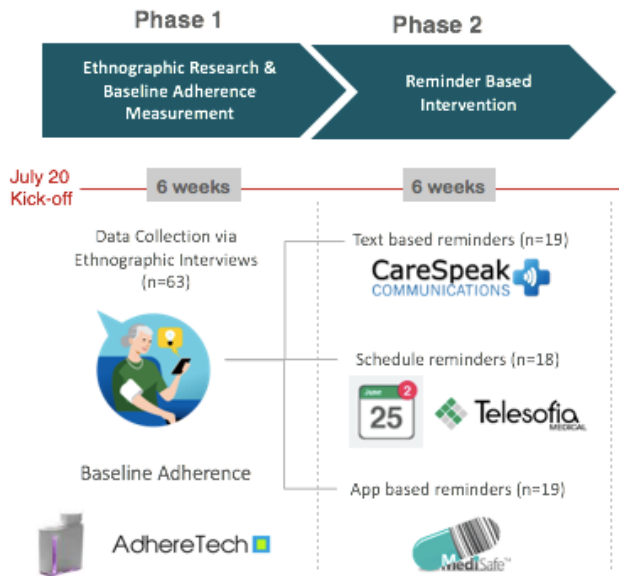 Phase 1
Phase 2
Ethnographic Research &
Baseline Adherence
Measurement
Reminder Based
Intervention
July 20
Kick-off
6 weeks
6 weeks
Data Collection via
Ethnographic Interviews
(n=63)
Text based reminders (n=19)
CareSpeak
COMMUNICATIONS
Schedule reminders (n=18)
June
2
25
Telesofia
MEDICAL
Baseline Adherence
App based reminders (n=19)
AdhereTech
MediSafe™